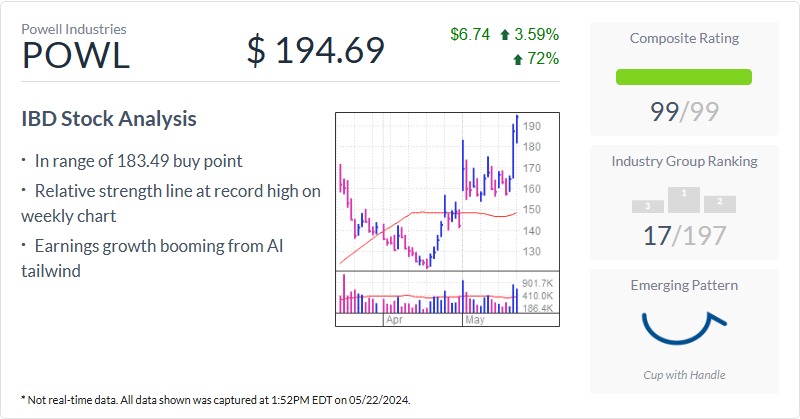 Powell Industries
POWL
$ 194.69
$6.74 3.59%
72%
IBD Stock Analysis
• In range of 183.49 buy point
• Relative strength line at record high on
weekly chart
• Earnings growth booming from AI
tailwind
190
180
170
160
150
140
130
901.7K
410.0K
186.4K
Apr
May
Composite Rating
99/99
Industry Group Ranking
3
1
2
17/197
Emerging Pattern
Cup with Handle
* Not real-time data. All data shown was captured at 1:52PM EDT on 05/22/2024.